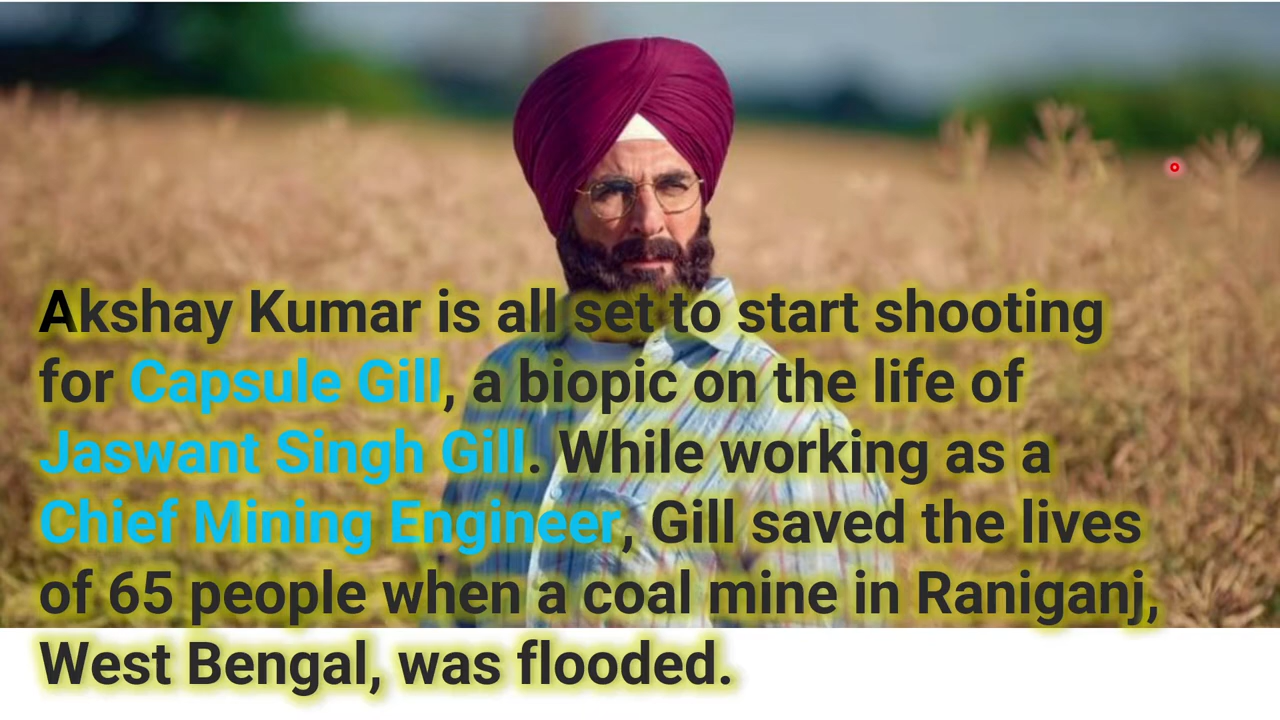 Akshay Kumar is all set to start shooting
for Capsule Gill, a biopic on the life of
Jaswant Singh Gill. While working as a
Chief Mining Engineer, Gill saved the lives
of 65 people when a coal mine in Raniganj,
West Bengal, was flooded.